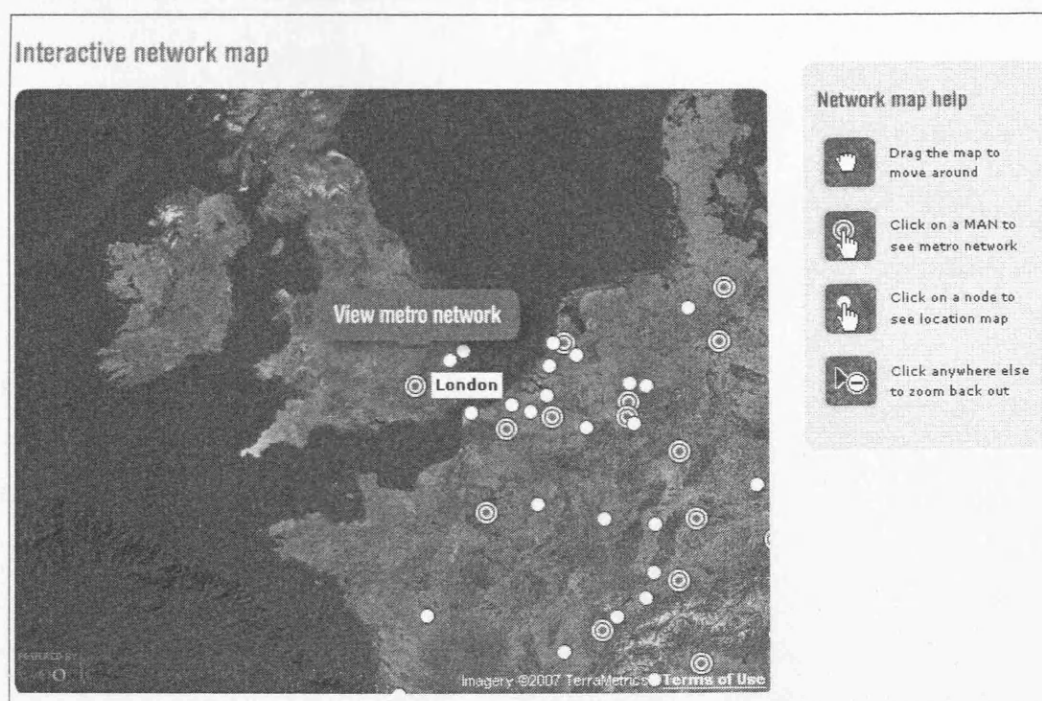 Interactive network map
Network map help
Drag the map to
move around
Click on a MAN to
see metro network
Click on a node to
see location map
Click anywhere else
to zoom back out
View metro network
London
POWERED BY
Imagery ©2007 TerraMetrics
Terms of Use